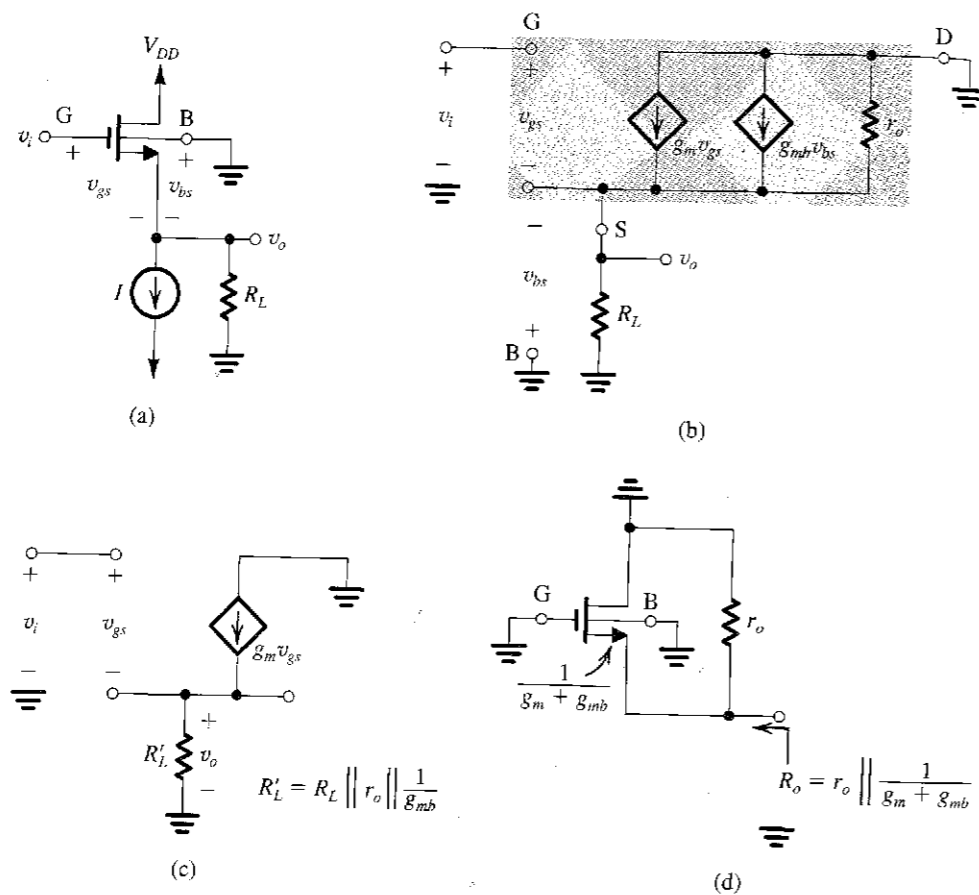 V_DD
G
B
v_i
+
+
v_gs
v_bs
−
−
v_o
I
R_L
(a)
G
D
+
+
v_i
v_gs
g_m v_gs
g_mb v_bs
r_o
−
−
−
S
v_o
v_bs
R_L
+
B
(b)
+
+
v_i
v_gs
g_m v_gs
−
−
+
R'_L
v_o
−
R'_L = R_L || r_o || 1/g_mb
(c)
G
B
r_o
1/(g_m + g_mb)
R_o = r_o || 1/(g_m + g_mb)
(d)